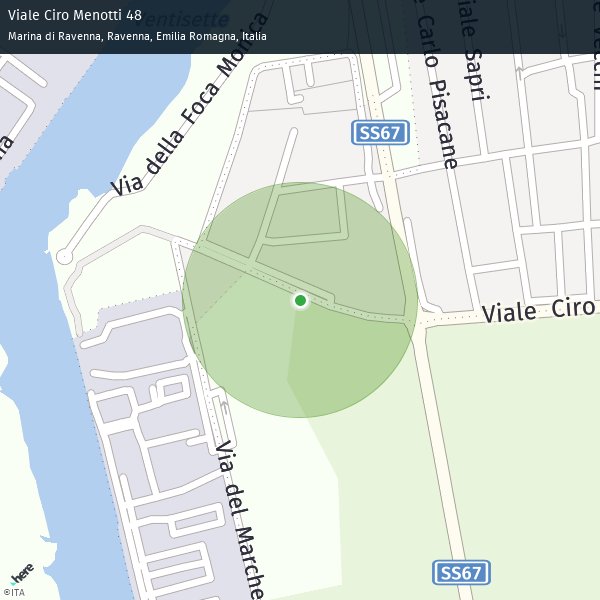 Viale Ciro Menotti 48
Marina di Ravenna, Ravenna, Emilia Romagna, Italia
Via della Foca Monica
Carlo Pisacane
Viale Sapri
Vecchi
SS67
Viale Ciro
Via del Marche
SS67
here
©ITA